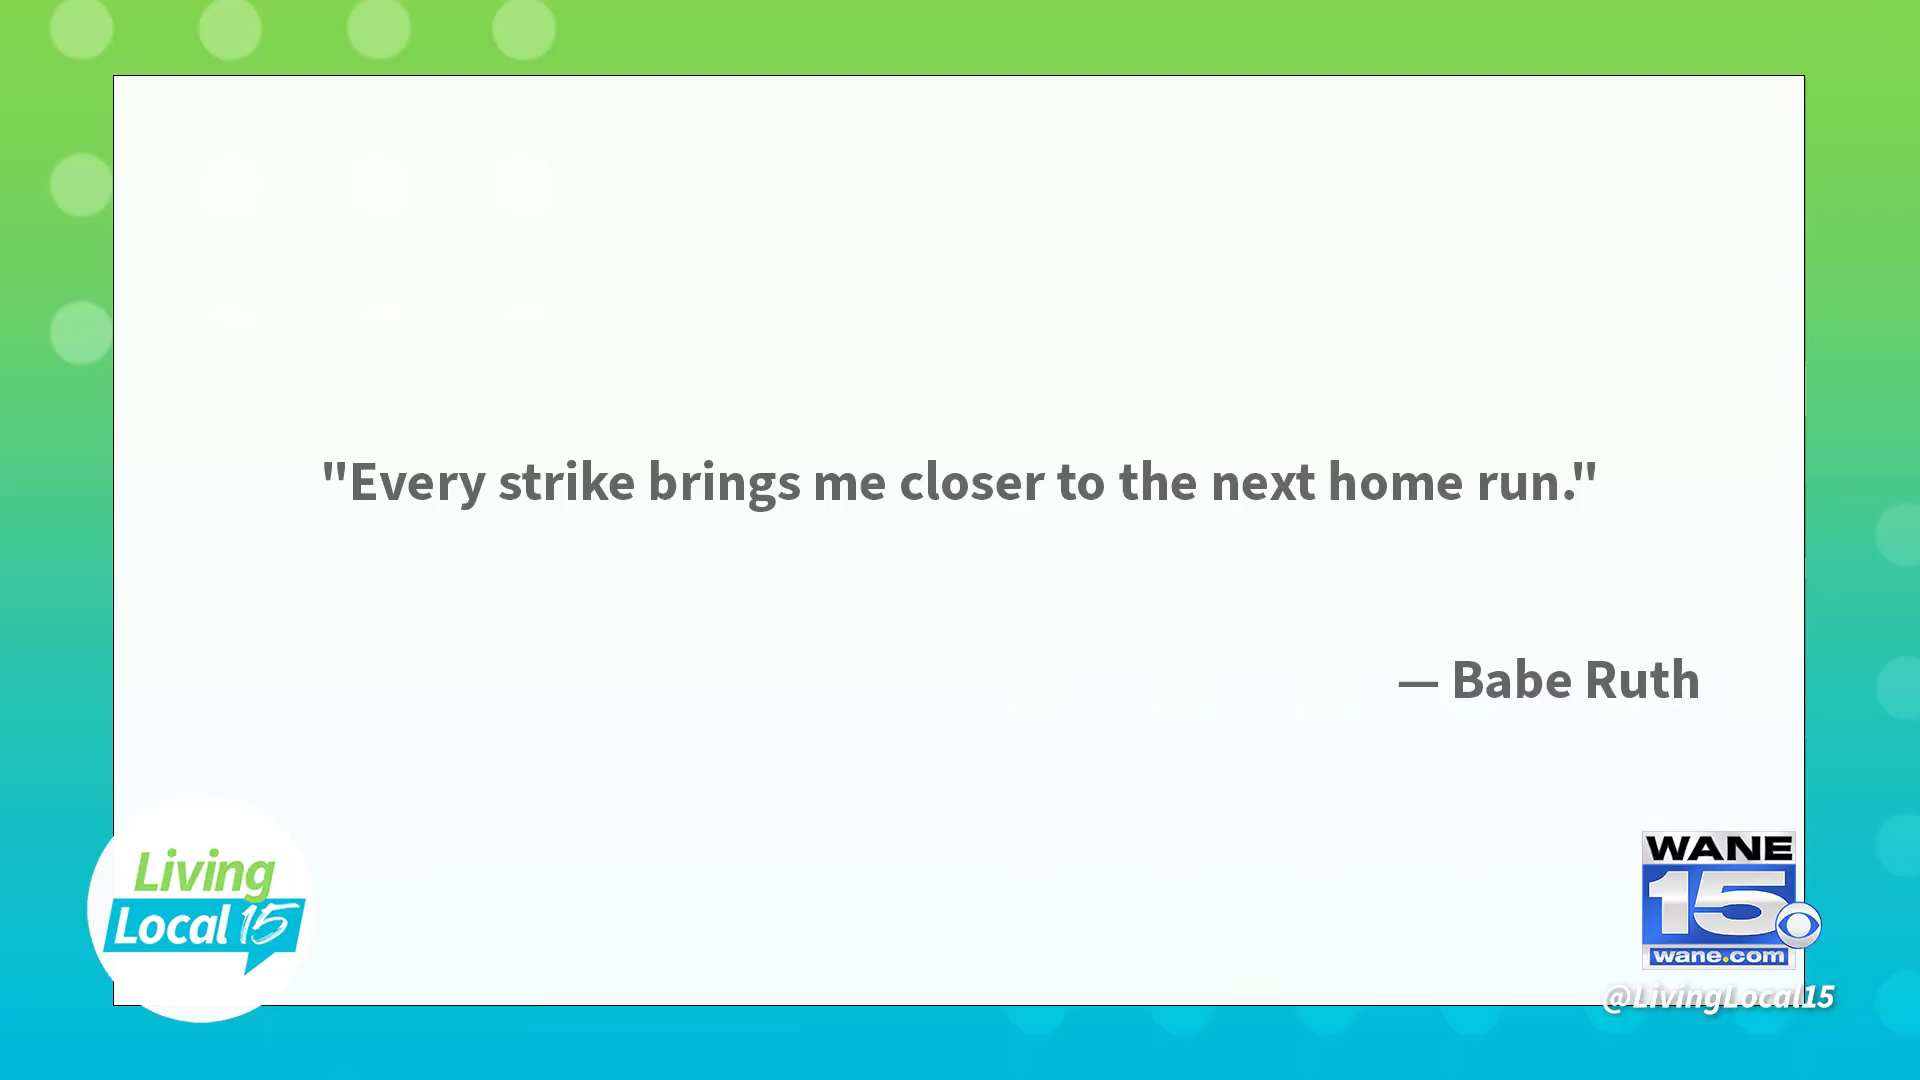 "Every strike brings me closer to the next home run."
— Babe Ruth
Living
Local 15
WANE
15
wane.com
@LivingLocal15